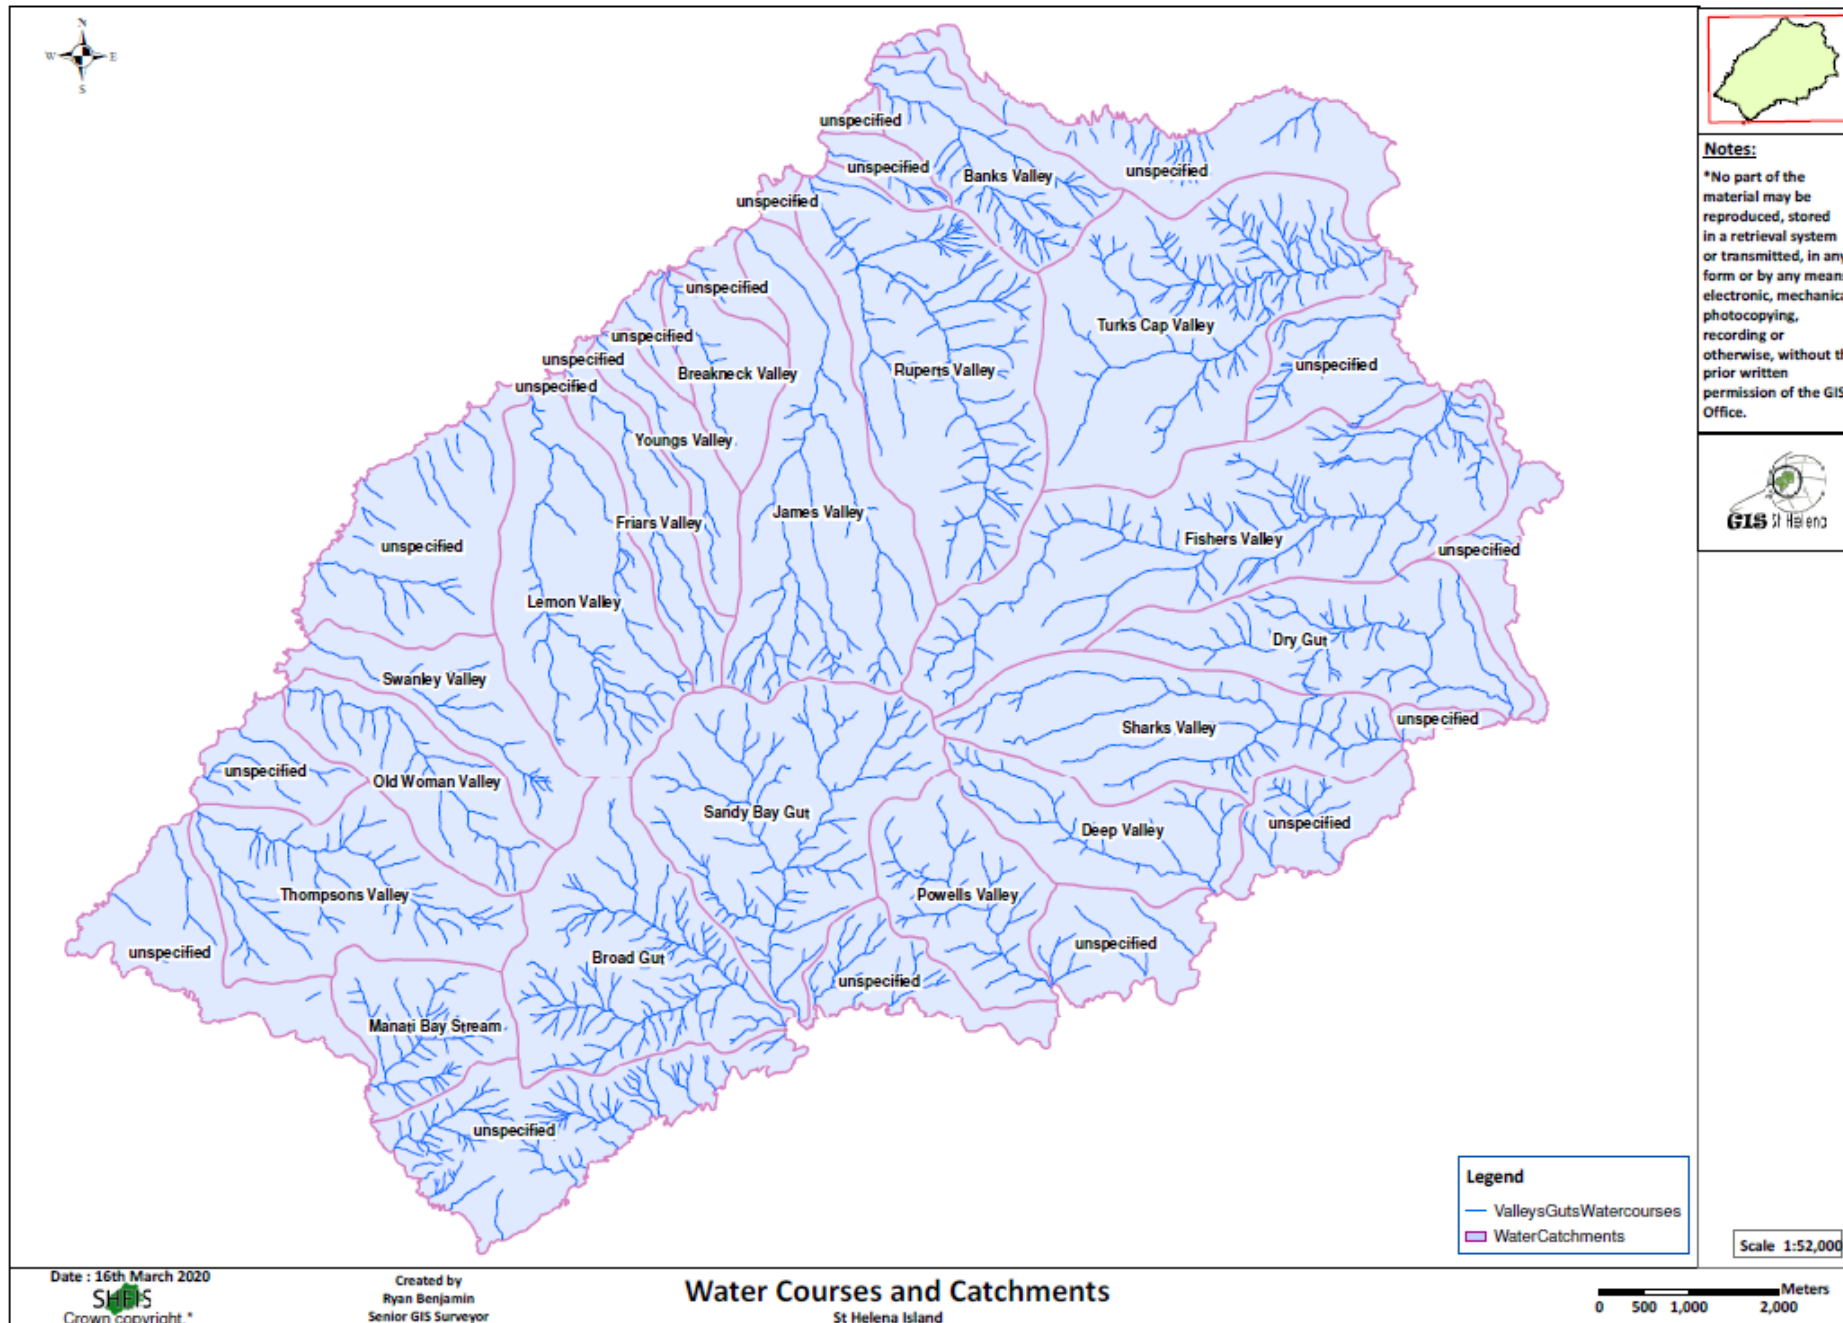 N
W E
S
unspecified
unspecified
Banks Valley
unspecified
unspecified
unspecified
Turks Cap Valley
unspecified
unspecified
Ruperts Valley
unspecified
Breakneck Valley
unspecified
unspecified
Youngs Valley
James Valley
Friars Valley
Fishers Valley
unspecified
unspecified
Lemon Valley
Dry Gut
Swanley Valley
unspecified
Sharks Valley
unspecified
Old Woman Valley
Sandy Bay Gut
unspecified
Deep Valley
Thompsons Valley
Powells Valley
unspecified
unspecified
Broad Gut
unspecified
Manati Bay Stream
unspecified
Notes:
*No part of the
material may be
reproduced, stored
in a retrieval system
or transmitted, in any
form or by any means
electronic, mechanica
photocopying,
recording or
otherwise, without th
prior written
permission of the GIS
Office.
GIS St Helena
Legend
ValleysGutsWatercourses
WaterCatchments
Scale 1:52,000
Date : 16th March 2020
SHEIS
Crown copyright.*
Created by
Ryan Benjamin
Senior GIS Surveyor
Water Courses and Catchments
St Helena Island
Meters
0 500 1,000 2,000